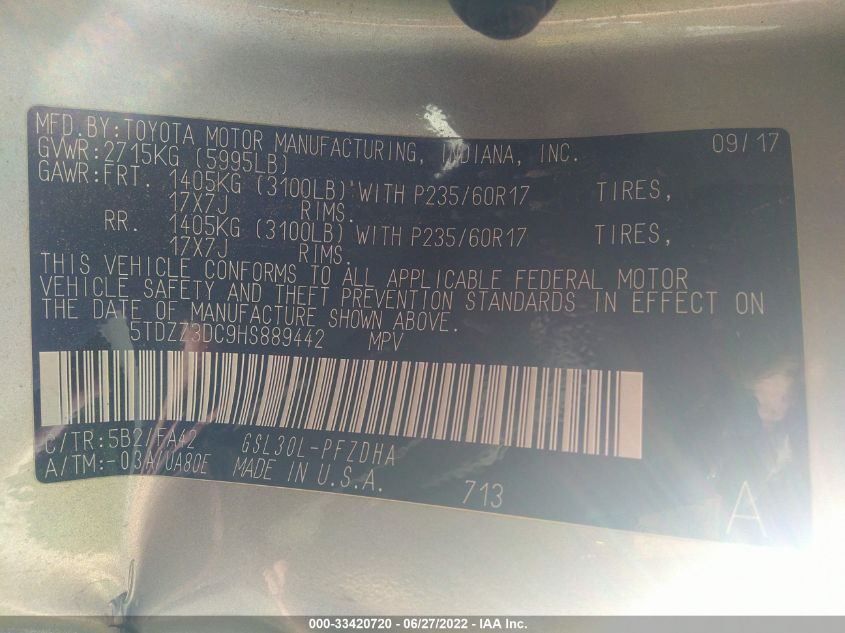 MFD.BY:TOYOTA MOTOR MANUFACTURING, INDIANA, INC. 09/17
GVWR:2715KG (5995LB)
GAWR:FRT. 1405KG (3100LB) WITH P235/60R17 TIRES,
17X7J RIMS.
RR. 1405KG (3100LB) WITH P235/60R17 TIRES,
17X7J RIMS.
THIS VEHICLE CONFORMS TO ALL APPLICABLE FEDERAL MOTOR
VEHICLE SAFETY AND THEFT PREVENTION STANDARDS IN EFFECT ON
THE DATE OF MANUFACTURE SHOWN ABOVE.
5TDZZ3DC9HS889442 MPV
C/TR:5B2/FA42 GSL30L-PFZDHA
A/TM:-03A/UA80E MADE IN U.S.A. 713 A
000-33420720 - 06/27/2022 - IAA Inc.